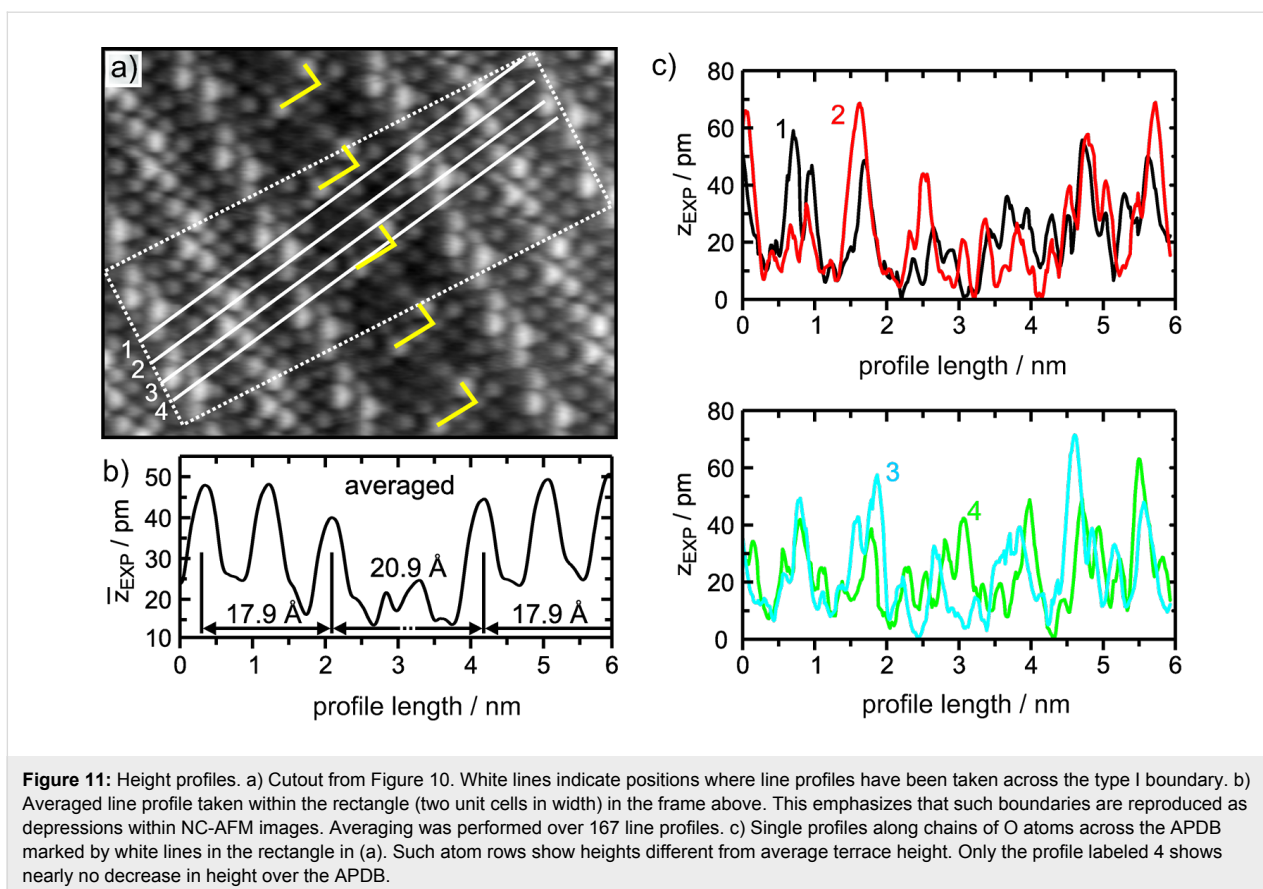 a)
1
2
3
4
b)
z̅EXP / pm
50
40
30
20
10
averaged
20.9 Å
17.9 Å
...
17.9 Å
0 1 2 3 4 5 6
profile length / nm
c)
zEXP / pm
80
60
40
20
0
1
2
0 1 2 3 4 5 6
profile length / nm
zEXP / pm
80
60
40
20
0
3
4
0 1 2 3 4 5 6
profile length / nm
Figure 11: Height profiles. a) Cutout from Figure 10. White lines indicate positions where line profiles have been taken across the type I boundary. b)
Averaged line profile taken within the rectangle (two unit cells in width) in the frame above. This emphasizes that such boundaries are reproduced as
depressions within NC-AFM images. Averaging was performed over 167 line profiles. c) Single profiles along chains of O atoms across the APDB
marked by white lines in the rectangle in (a). Such atom rows show heights different from average terrace height. Only the profile labeled 4 shows
nearly no decrease in height over the APDB.